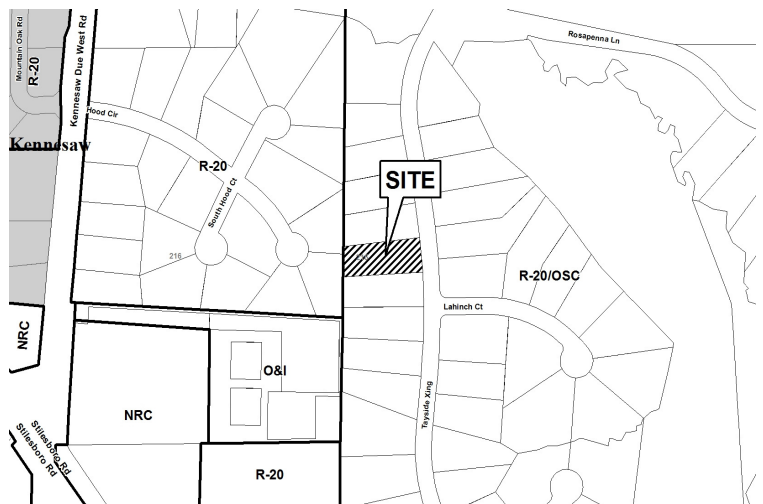 Mountain Oak Rd
R-20
Kennesaw Due West Rd
Rosapenna Ln
Hood Cir
Kennesaw
R-20
SITE
South Hood Ct
216
R-20/OSC
Lahinch Ct
NRC
O&I
NRC
Tayside Xing
Stilesboro Rd
Stilesboro Rd
R-20